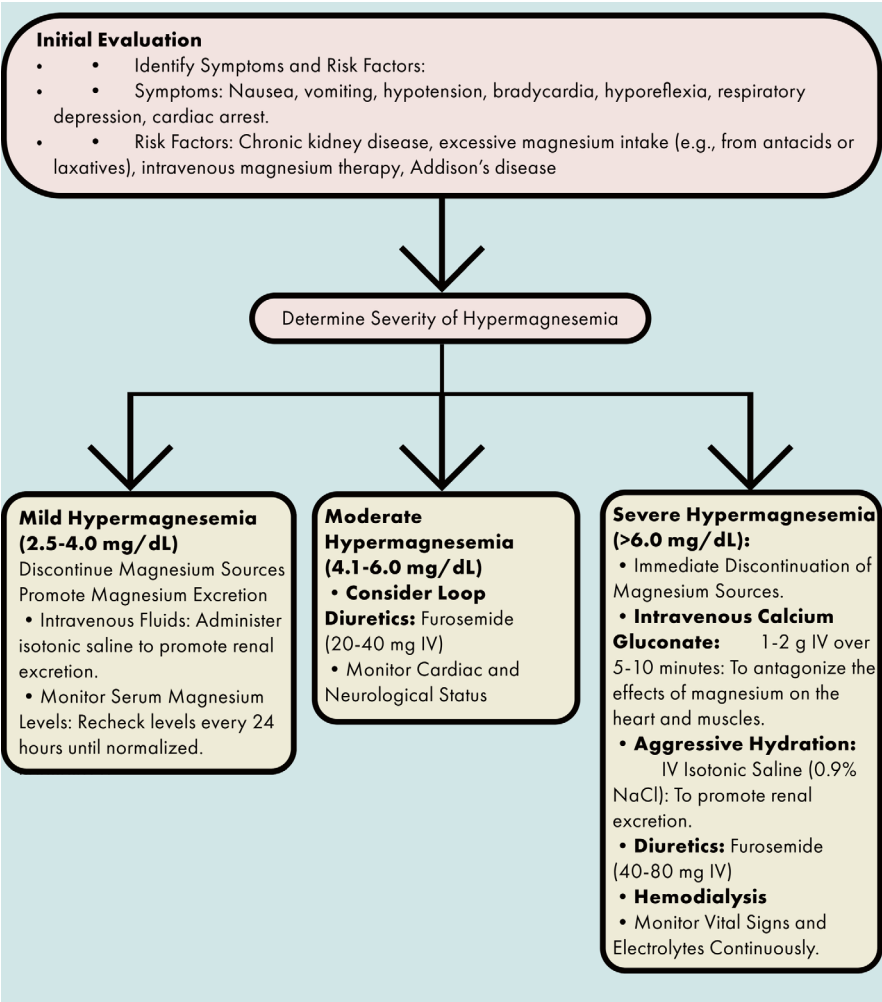 Initial Evaluation
• • Identify Symptoms and Risk Factors:
• • Symptoms: Nausea, vomiting, hypotension, bradycardia, hyporeflexia, respiratory
depression, cardiac arrest.
• • Risk Factors: Chronic kidney disease, excessive magnesium intake (e.g., from antacids or
laxatives), intravenous magnesium therapy, Addison’s disease
Determine Severity of Hypermagnesemia
Mild Hypermagnesemia
(2.5-4.0 mg/dL)
Discontinue Magnesium Sources
Promote Magnesium Excretion
• Intravenous Fluids: Administer
isotonic saline to promote renal
excretion.
• Monitor Serum Magnesium
Levels: Recheck levels every 24
hours until normalized.
Moderate
Hypermagnesemia
(4.1-6.0 mg/dL)
• Consider Loop
Diuretics: Furosemide
(20-40 mg IV)
• Monitor Cardiac and
Neurological Status
Severe Hypermagnesemia
(>6.0 mg/dL):
• Immediate Discontinuation of
Magnesium Sources.
• Intravenous Calcium
Gluconate: 1-2 g IV over
5-10 minutes: To antagonize the
effects of magnesium on the
heart and muscles.
• Aggressive Hydration:
IV Isotonic Saline (0.9%
NaCl): To promote renal
excretion.
• Diuretics: Furosemide
(40-80 mg IV)
• Hemodialysis
• Monitor Vital Signs and
Electrolytes Continuously.